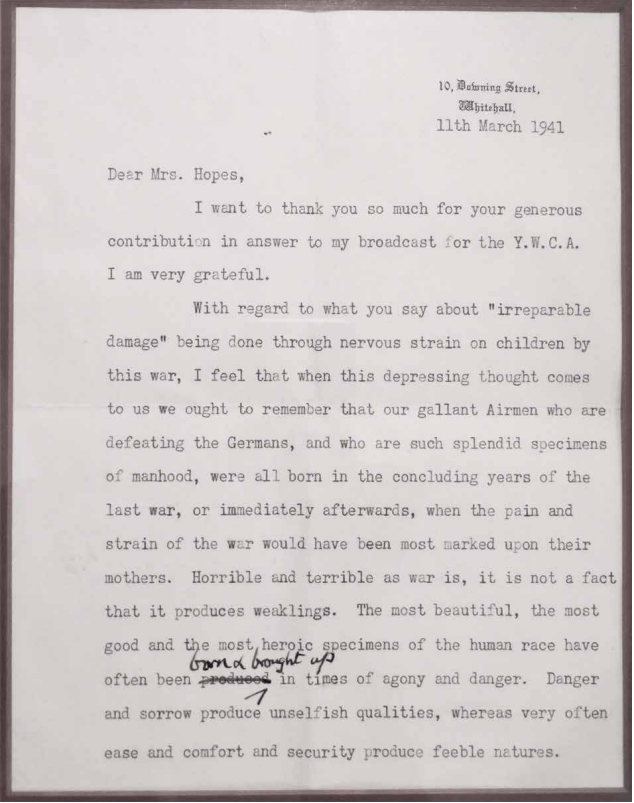 10, Downing Street,
Whitehall,
11th March 1941
Dear Mrs. Hopes,
I want to thank you so much for your generous
contribution in answer to my broadcast for the Y.W.C.A.
I am very grateful.
With regard to what you say about "irreparable
damage" being done through nervous strain on children by
this war, I feel that when this depressing thought comes
to us we ought to remember that our gallant Airmen who are
defeating the Germans, and who are such splendid specimens
of manhood, were all born in the concluding years of the
last war, or immediately afterwards, when the pain and
strain of the war would have been most marked upon their
mothers. Horrible and terrible as war is, it is not a fact
that it produces weaklings. The most beautiful, the most
good and the most heroic specimens of the human race have
born & brought up
often been produced in times of agony and danger. Danger
and sorrow produce unselfish qualities, whereas very often
ease and comfort and security produce feeble natures.